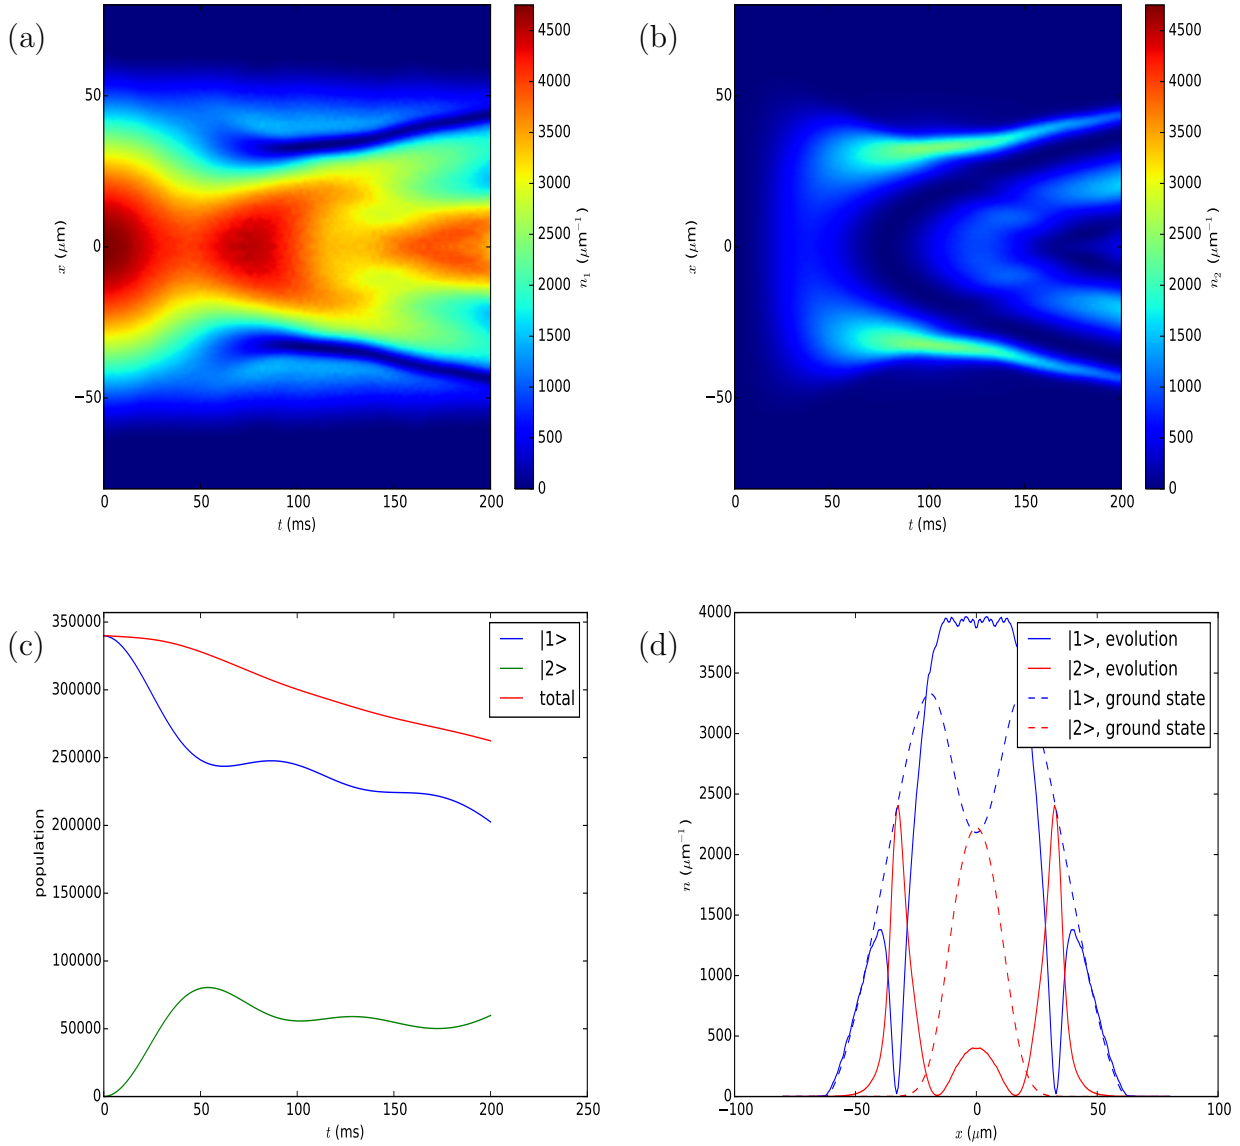 (a)
50
0
−50
x (μm)
0 50 100 150 200
t (ms)
4500
4000
3500
3000
2500
2000
1500
1000
500
0
n₁ (μm⁻¹)
(b)
50
0
−50
x (μm)
0 50 100 150 200
t (ms)
4500
4000
3500
3000
2500
2000
1500
1000
500
0
n₂ (μm⁻¹)
(c)
350000
300000
250000
200000
150000
100000
50000
0
population
0 50 100 150 200 250
t (ms)
|1>
|2>
total
(d)
4000
3500
3000
2500
2000
1500
1000
500
0
n (μm⁻¹)
−100 −50 0 50 100
x (μm)
|1>, evolution
|2>, evolution
|1>, ground state
|2>, ground state